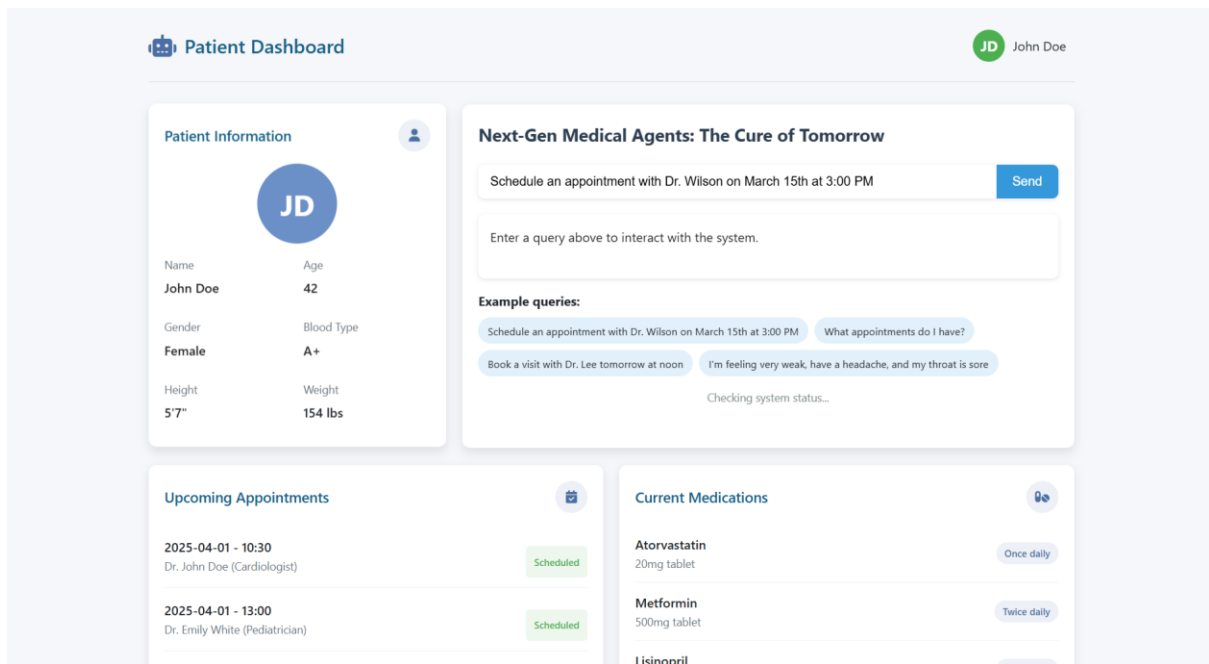 Patient Dashboard
JD John Doe
Patient Information
JD
Name Age
John Doe 42
Gender Blood Type
Female A+
Height Weight
5'7" 154 lbs
Next-Gen Medical Agents: The Cure of Tomorrow
Schedule an appointment with Dr. Wilson on March 15th at 3:00 PM Send
Enter a query above to interact with the system.
Example queries:
Schedule an appointment with Dr. Wilson on March 15th at 3:00 PM What appointments do I have?
Book a visit with Dr. Lee tomorrow at noon I'm feeling very weak, have a headache, and my throat is sore
Checking system status...
Upcoming Appointments
2025-04-01 - 10:30
Dr. John Doe (Cardiologist)
Scheduled
2025-04-01 - 13:00
Dr. Emily White (Pediatrician)
Scheduled
Current Medications
Atorvastatin
20mg tablet
Once daily
Metformin
500mg tablet
Twice daily
Lisinopril